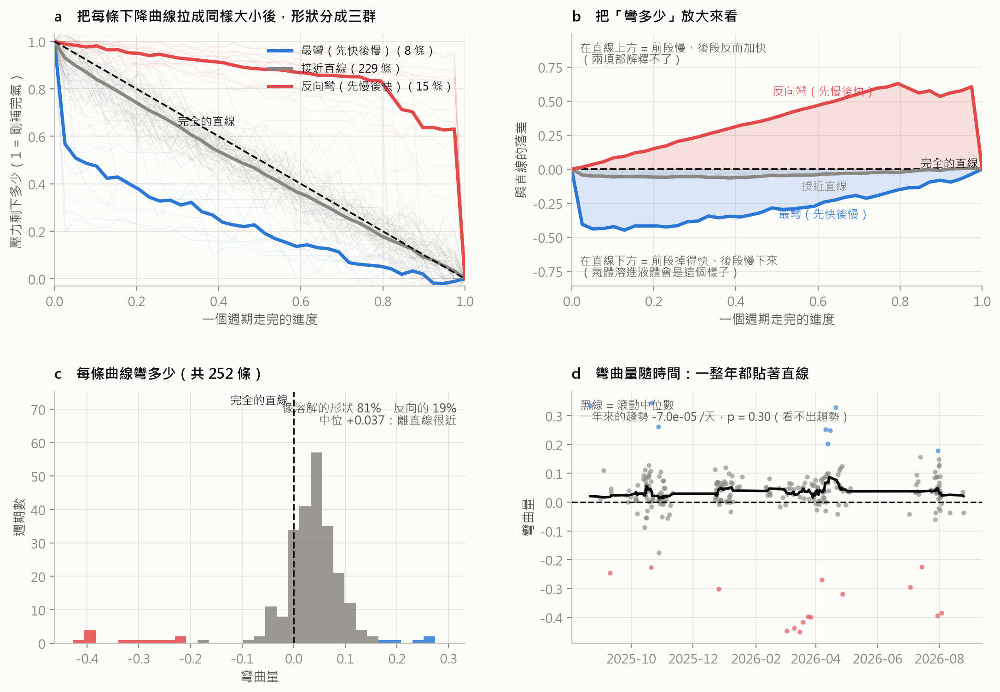 a 把每條下降曲線拉成同樣大小後，形狀分成三群
壓力剩下多少（1 = 剛補完氣）
1.0
0.8
0.6
0.4
0.2
0.0
最彎（先快後慢）（8 條）
接近直線（229 條）
反向彎（先慢後快）（15 條）
完全的直線
0.0 0.2 0.4 0.6 0.8 1.0
一個週期走完的進度
b 把「彎多少」放大來看
與直線的落差
0.75
0.50
0.25
0.00
-0.25
-0.50
-0.75
在直線上方 = 前段慢、後段反而加快
（兩項都解釋不了）
反向彎（先慢後快）
完全的直線
接近直線
最彎（先快後慢）
在直線下方 = 前段掉得快、後段慢下來
（氣體溶進液體會是這個樣子）
0.0 0.2 0.4 0.6 0.8 1.0
一個週期走完的進度
c 每條曲線彎多少（共 252 條）
週期數
70
60
50
40
30
20
10
0
完全的直線
像溶解的形狀 81% 反向的 19%
中位 +0.037：離直線很近
-0.4 -0.3 -0.2 -0.1 0.0 0.1 0.2 0.3
彎曲量
d 彎曲量隨時間：一整年都貼著直線
彎曲量
0.3
0.2
0.1
0.0
-0.1
-0.2
-0.3
-0.4
黑線 = 滾動中位數
一年來的趨勢 -7.0e-05 /天，p = 0.30（看不出趨勢）
2025-10 2025-12 2026-02 2026-04 2026-06 2026-08